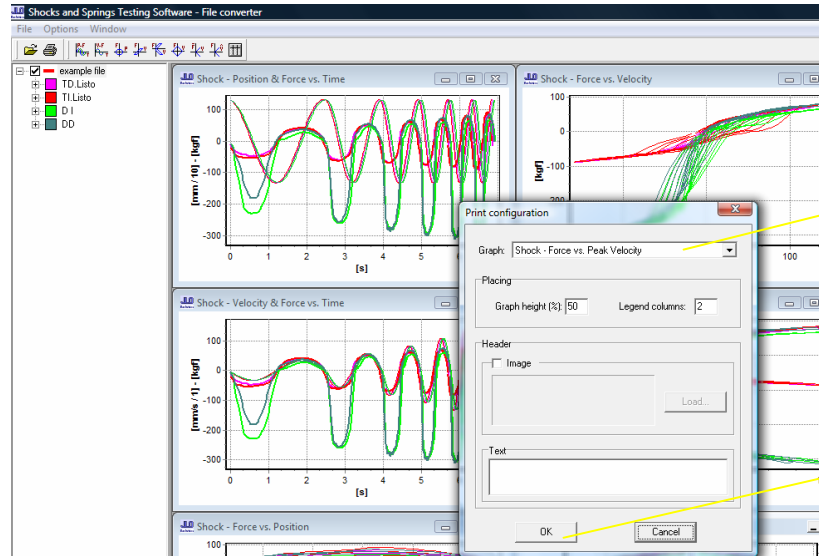 Shocks and Springs Testing Software - File converter
File Options Window
example file
TD.Listo
TI.Listo
D I
DD
Shock - Position & Force vs. Time
100
0
-100
-200
-300
[mm / 10] - [kgf]
0 1 2 3 4 5
[s]
Shock - Force vs. Velocity
100
0
-100
[kgf]
100
Shock - Velocity & Force vs. Time
100
0
-100
-200
-300
[mm/s / 1] - [kgf]
0 1 2 3 4 5
[s]
Shock - Force vs. Position
100
Print configuration
Graph: Shock - Force vs. Peak Velocity
Placing
Graph height (%): 50 Legend columns: 2
Header
Image
Load...
Text
OK Cancel